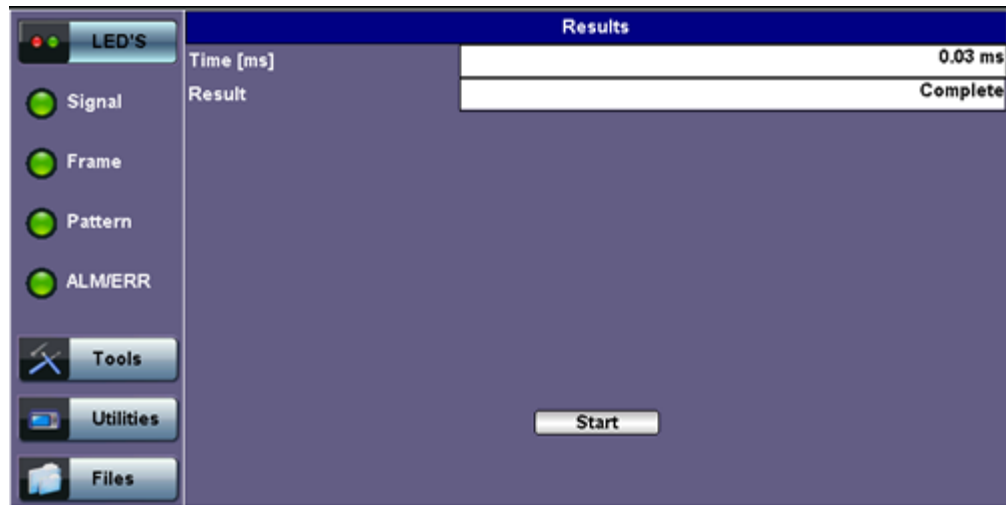 LED'S
Signal
Frame
Pattern
ALM/ERR
Tools
Utilities
Files
Results
Time [ms] 0.03 ms
Result Complete
Start